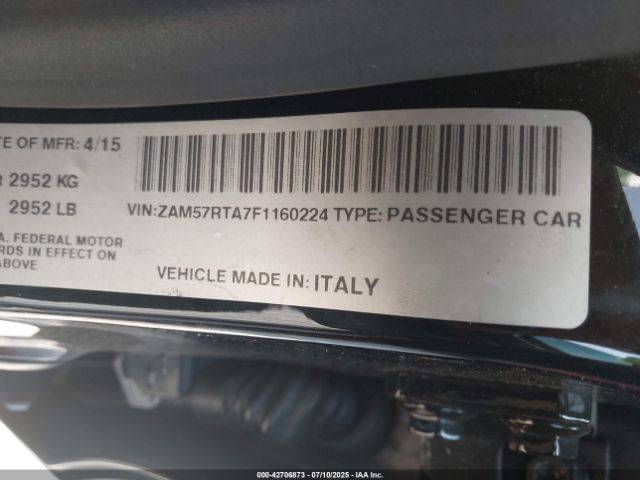 TE OF MFR: 4/15
2952 KG
2952 LB
VIN:ZAM57RTA7F1160224 TYPE: PASSENGER CAR
A. FEDERAL MOTOR
RDS IN EFFECT ON
ABOVE
VEHICLE MADE IN: ITALY
000-42706873 07/10/2025 - IAA Inc.